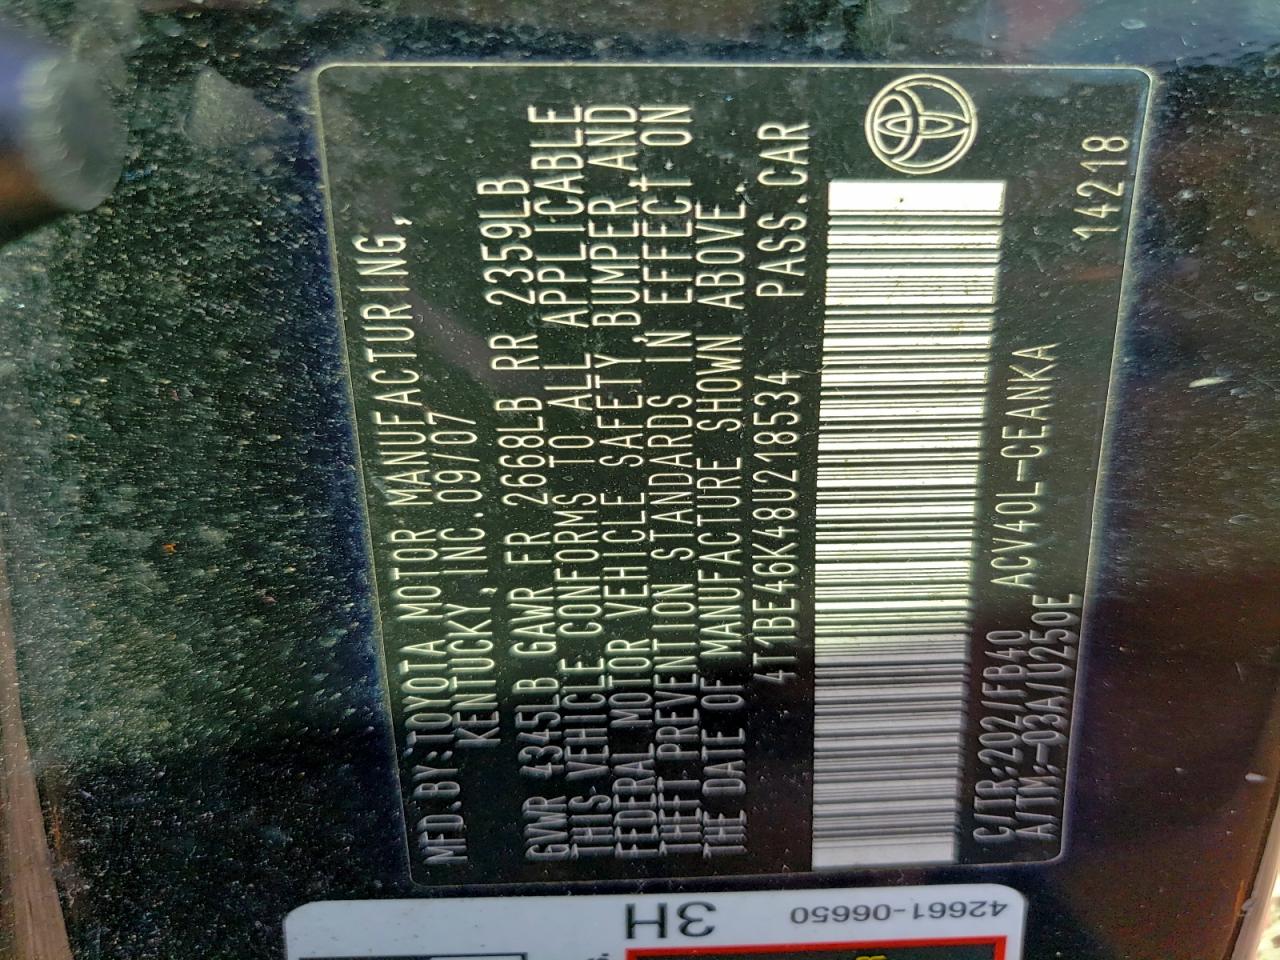 MFD.BY:TOYOTA MOTOR MANUFACTURING,
KENTUCKY, INC. 09/07
GVWR 4345LB GAWR FR 2668LB RR 2359LB
THIS VEHICLE CONFORMS TO ALL APPLICABLE
FEDERAL MOTOR VEHICLE SAFETY, BUMPER, AND
THEFT PREVENTION STANDARDS IN EFFECT ON
THE DATE OF MANUFACTURE SHOWN ABOVE.
4T1BE46K48U218534 PASS.CAR
C/TR:202/FB40 ACV40L-CEANKA
A/TM:-03A/U250E 14218
3H
42661-06650